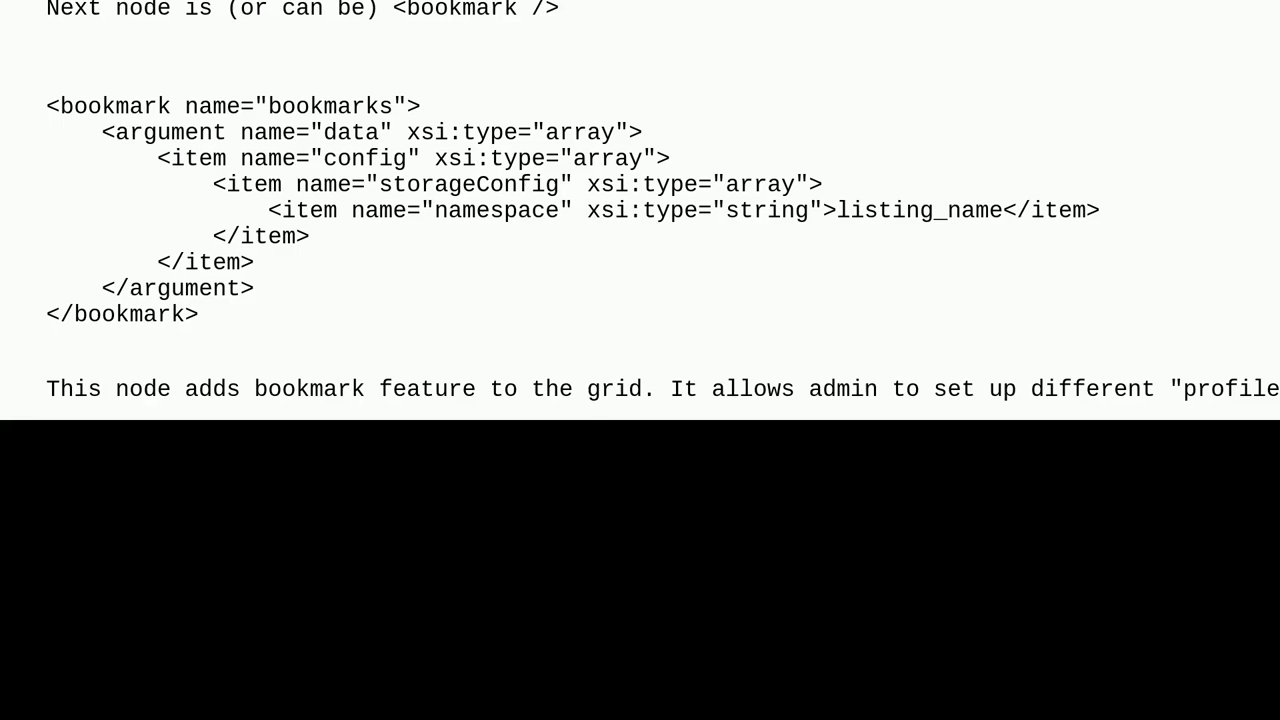 Next node is (or can be) <bookmark />
<bookmark name="bookmarks">
    <argument name="data" xsi:type="array">
        <item name="config" xsi:type="array">
            <item name="storageConfig" xsi:type="array">
                <item name="namespace" xsi:type="string">listing_name</item>
            </item>
        </item>
    </argument>
</bookmark>
This node adds bookmark feature to the grid. It allows admin to set up different "profile